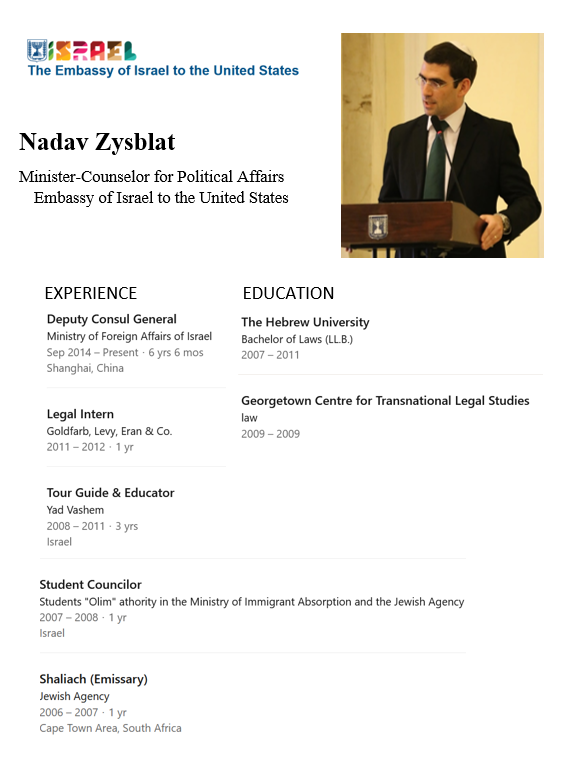 ISRAEL
The Embassy of Israel to the United States
Nadav Zysblat
Minister-Counselor for Political Affairs
Embassy of Israel to the United States
EXPERIENCE
Deputy Consul General
Ministry of Foreign Affairs of Israel
Sep 2014 – Present · 6 yrs 6 mos
Shanghai, China
Legal Intern
Goldfarb, Levy, Eran & Co.
2011 – 2012 · 1 yr
Tour Guide & Educator
Yad Vashem
2008 – 2011 · 3 yrs
Israel
Student Councilor
Students "Olim" athority in the Ministry of Immigrant Absorption and the Jewish Agency
2007 – 2008 · 1 yr
Israel
Shaliach (Emissary)
Jewish Agency
2006 – 2007 · 1 yr
Cape Town Area, South Africa
EDUCATION
The Hebrew University
Bachelor of Laws (LL.B.)
2007 – 2011
Georgetown Centre for Transnational Legal Studies
law
2009 – 2009